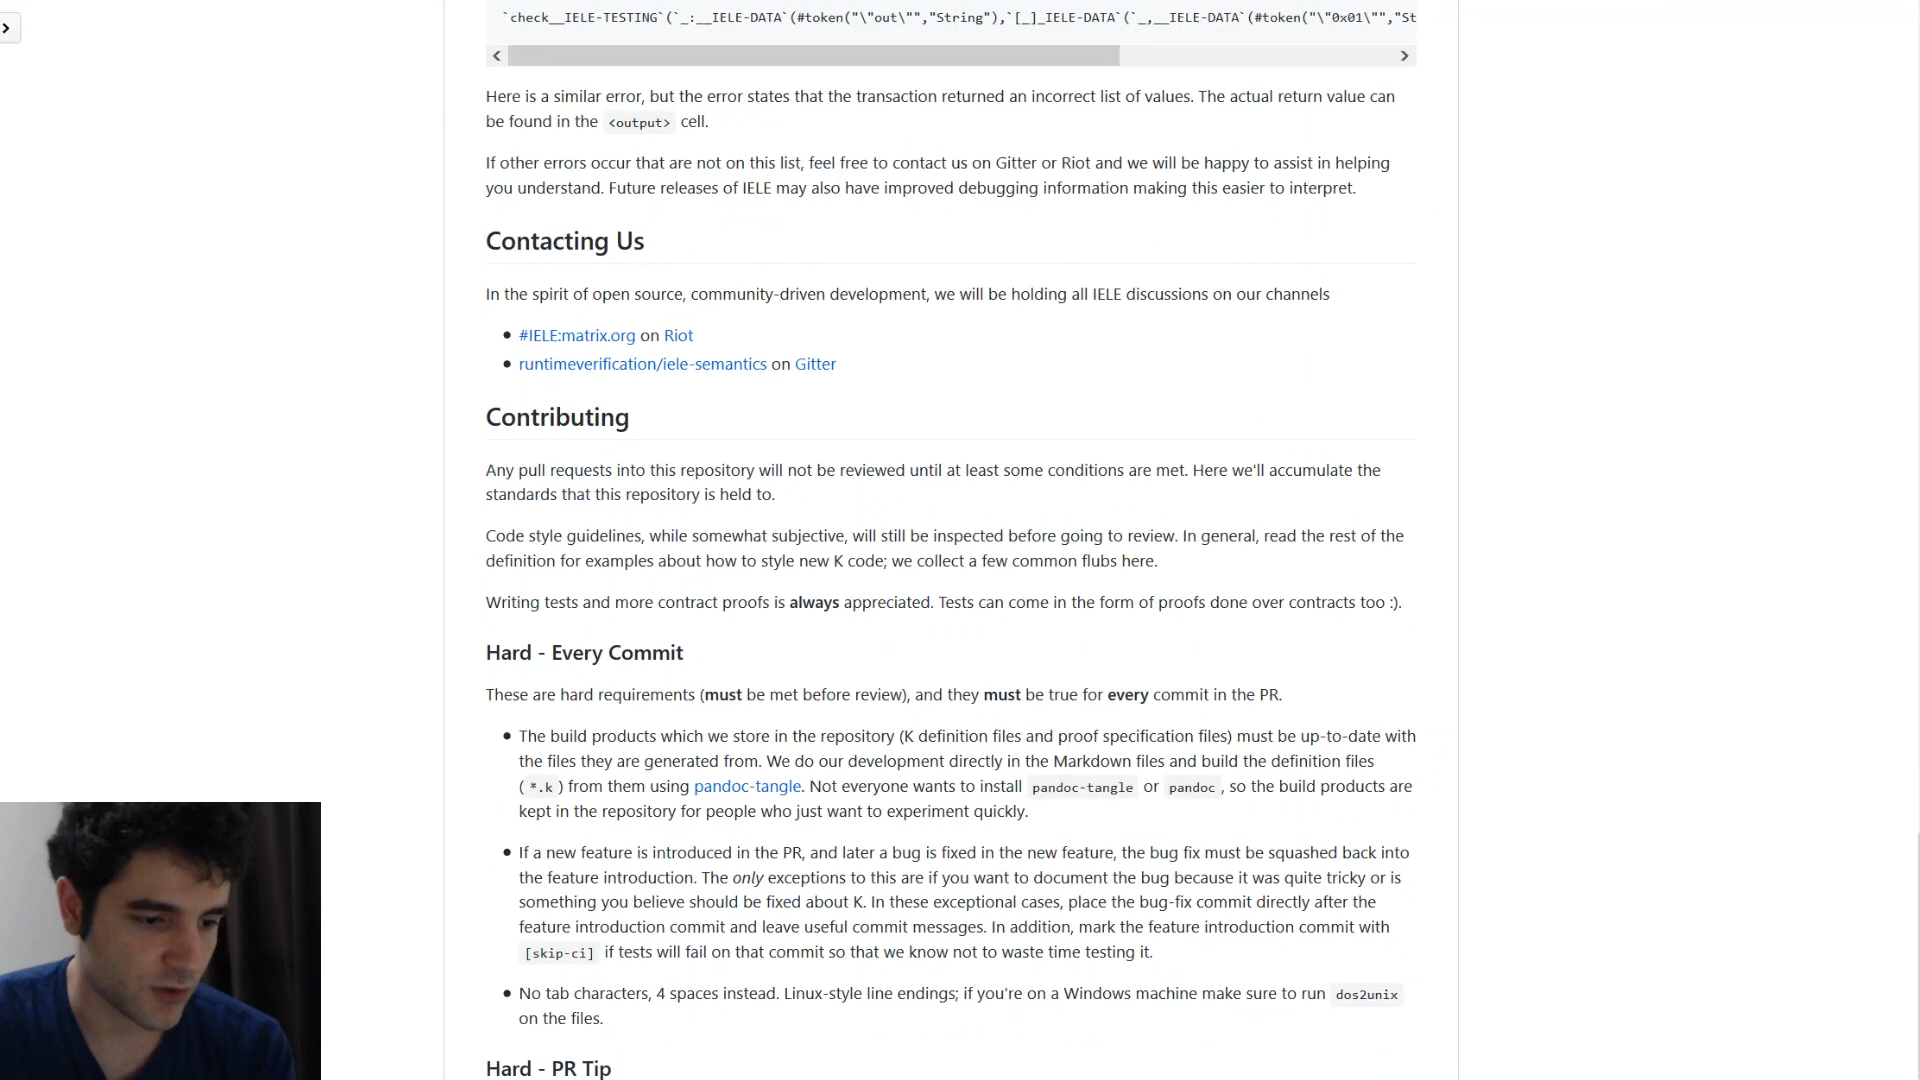 `check__IELE-TESTING`(`_:__IELE-DATA`(#token("\"out\"","String"),`[_]_IELE-DATA`(`_,__IELE-DATA`(#token("\"0x01\"","St
Here is a similar error, but the error states that the transaction returned an incorrect list of values. The actual return value can
be found in the <output> cell.
If other errors occur that are not on this list, feel free to contact us on Gitter or Riot and we will be happy to assist in helping
you understand. Future releases of IELE may also have improved debugging information making this easier to interpret.
Contacting Us
In the spirit of open source, community-driven development, we will be holding all IELE discussions on our channels
• #IELE:matrix.org on Riot
• runtimeverification/iele-semantics on Gitter
Contributing
Any pull requests into this repository will not be reviewed until at least some conditions are met. Here we'll accumulate the
standards that this repository is held to.
Code style guidelines, while somewhat subjective, will still be inspected before going to review. In general, read the rest of the
definition for examples about how to style new K code; we collect a few common flubs here.
Writing tests and more contract proofs is always appreciated. Tests can come in the form of proofs done over contracts too :).
Hard - Every Commit
These are hard requirements (must be met before review), and they must be true for every commit in the PR.
• The build products which we store in the repository (K definition files and proof specification files) must be up-to-date with
the files they are generated from. We do our development directly in the Markdown files and build the definition files
( *.k ) from them using pandoc-tangle. Not everyone wants to install pandoc-tangle or pandoc , so the build products are
kept in the repository for people who just want to experiment quickly.
• If a new feature is introduced in the PR, and later a bug is fixed in the new feature, the bug fix must be squashed back into
the feature introduction. The only exceptions to this are if you want to document the bug because it was quite tricky or is
something you believe should be fixed about K. In these exceptional cases, place the bug-fix commit directly after the
feature introduction commit and leave useful commit messages. In addition, mark the feature introduction commit with
[skip-ci] if tests will fail on that commit so that we know not to waste time testing it.
• No tab characters, 4 spaces instead. Linux-style line endings; if you're on a Windows machine make sure to run dos2unix
on the files.
Hard - PR Tip